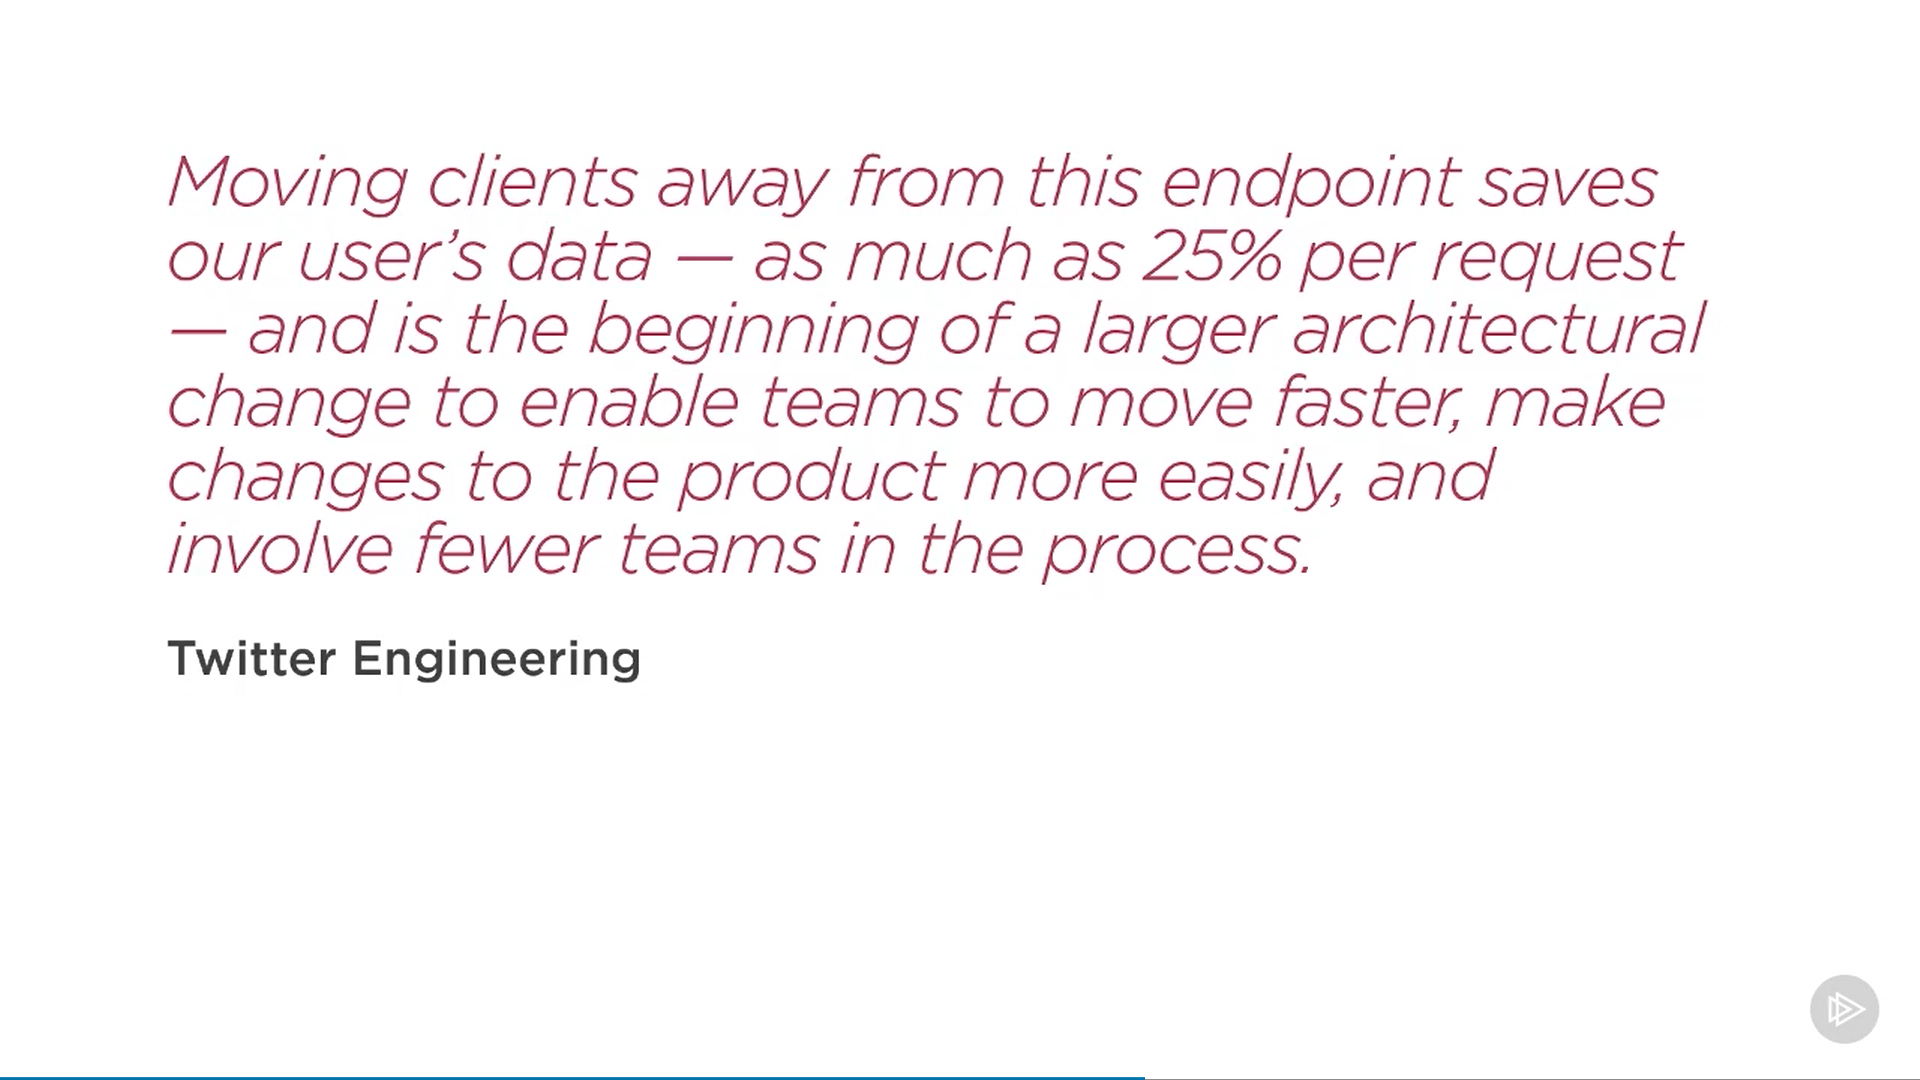 Moving clients away from this endpoint saves
our user’s data — as much as 25% per request
— and is the beginning of a larger architectural
change to enable teams to move faster, make
changes to the product more easily, and
involve fewer teams in the process.
Twitter Engineering